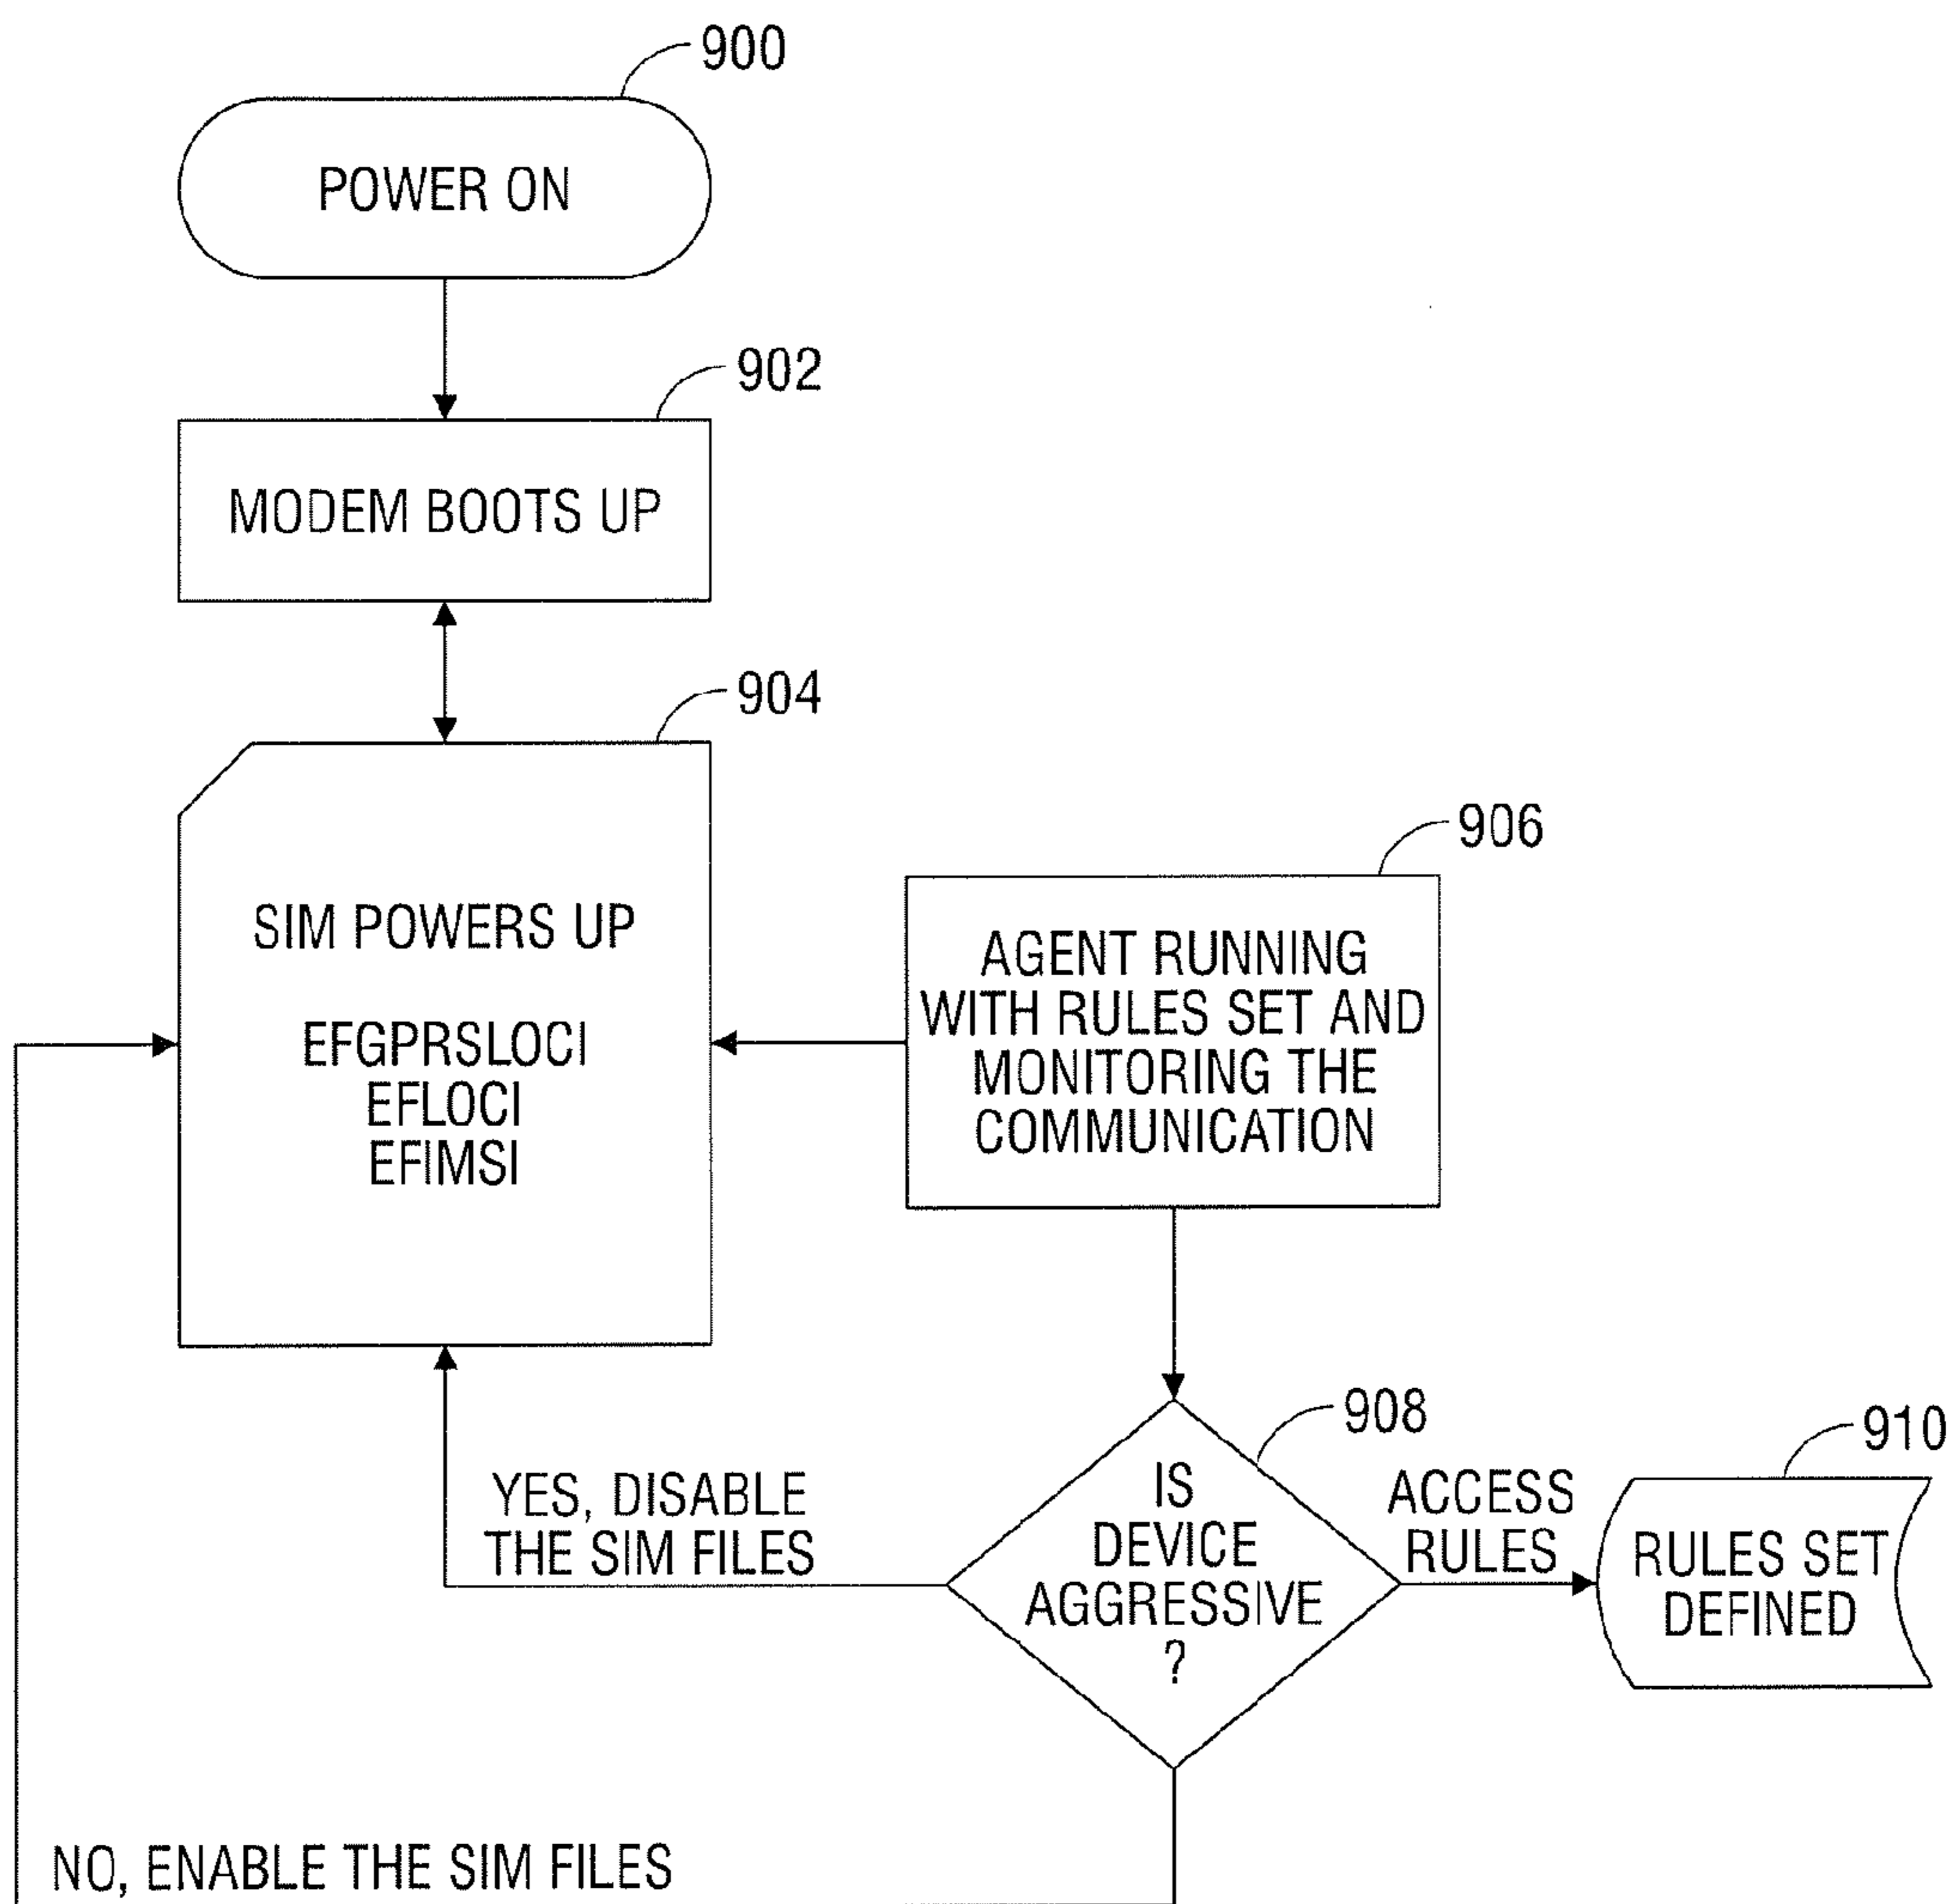 900
POWER ON
902
MODEM BOOTS UP
904
SIM POWERS UP
EFGPRSLOCI
EFLOCI
EFIMSI
906
AGENT RUNNING
WITH RULES SET AND
MONITORING THE
COMMUNICATION
908
IS
DEVICE
AGGRESSIVE
?
YES, DISABLE
THE SIM FILES
ACCESS
RULES
910
RULES SET
DEFINED
NO, ENABLE THE SIM FILES